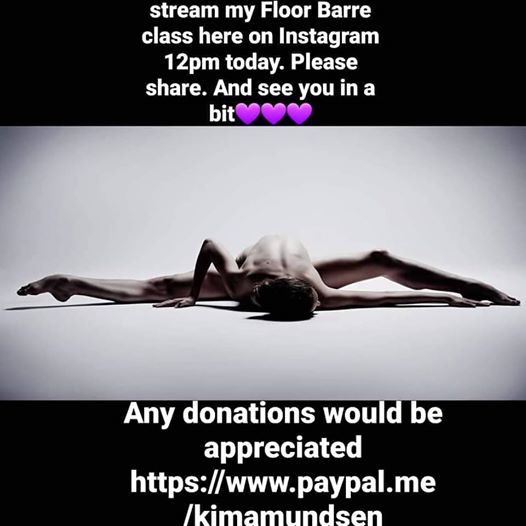 stream my Floor Barre
class here on Instagram
12pm today. Please
share. And see you in a
bit💜💜💜
Any donations would be
appreciated
https://www.paypal.me
/kimamundsen